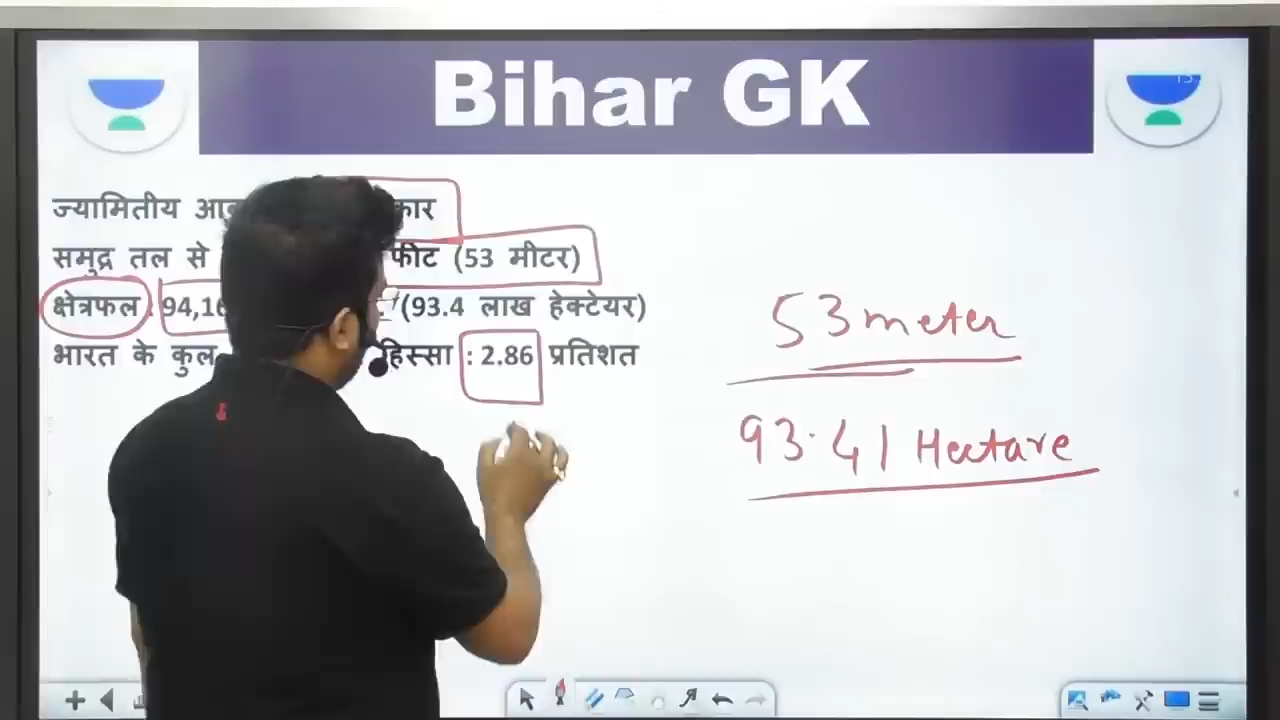 Bihar GK
ज्यामितीय
समुद्र तल से फीट (53 मीटर)
क्षेत्रफल : 94,16 (93.4 लाख हेक्टेयर)
भारत के कुल हिस्सा : 2.86 प्रतिशत
53 meter
93.41 Hectare